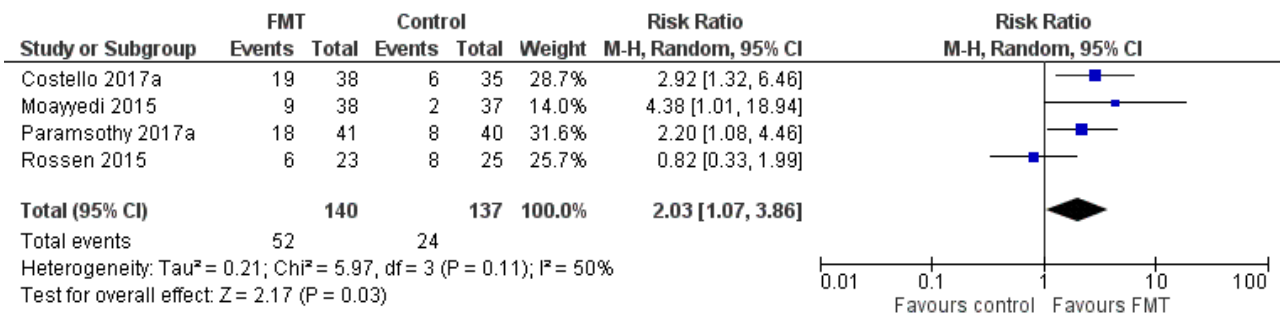 FMT Control Risk Ratio Risk Ratio
Study or Subgroup Events Total Events Total Weight M-H, Random, 95% CI M-H, Random, 95% CI
Costello 2017a 19 38 6 35 28.7% 2.92 [1.32, 6.46]
Moayyedi 2015 9 38 2 37 14.0% 4.38 [1.01, 18.94]
Paramsothy 2017a 18 41 8 40 31.6% 2.20 [1.08, 4.46]
Rossen 2015 6 23 8 25 25.7% 0.82 [0.33, 1.99]
Total (95% CI) 140 137 100.0% 2.03 [1.07, 3.86]
Total events 52 24
Heterogeneity: Tau² = 0.21; Chi² = 5.97, df = 3 (P = 0.11); I² = 50%
Test for overall effect: Z = 2.17 (P = 0.03)
0.01 0.1 1 10 100
Favours control Favours FMT